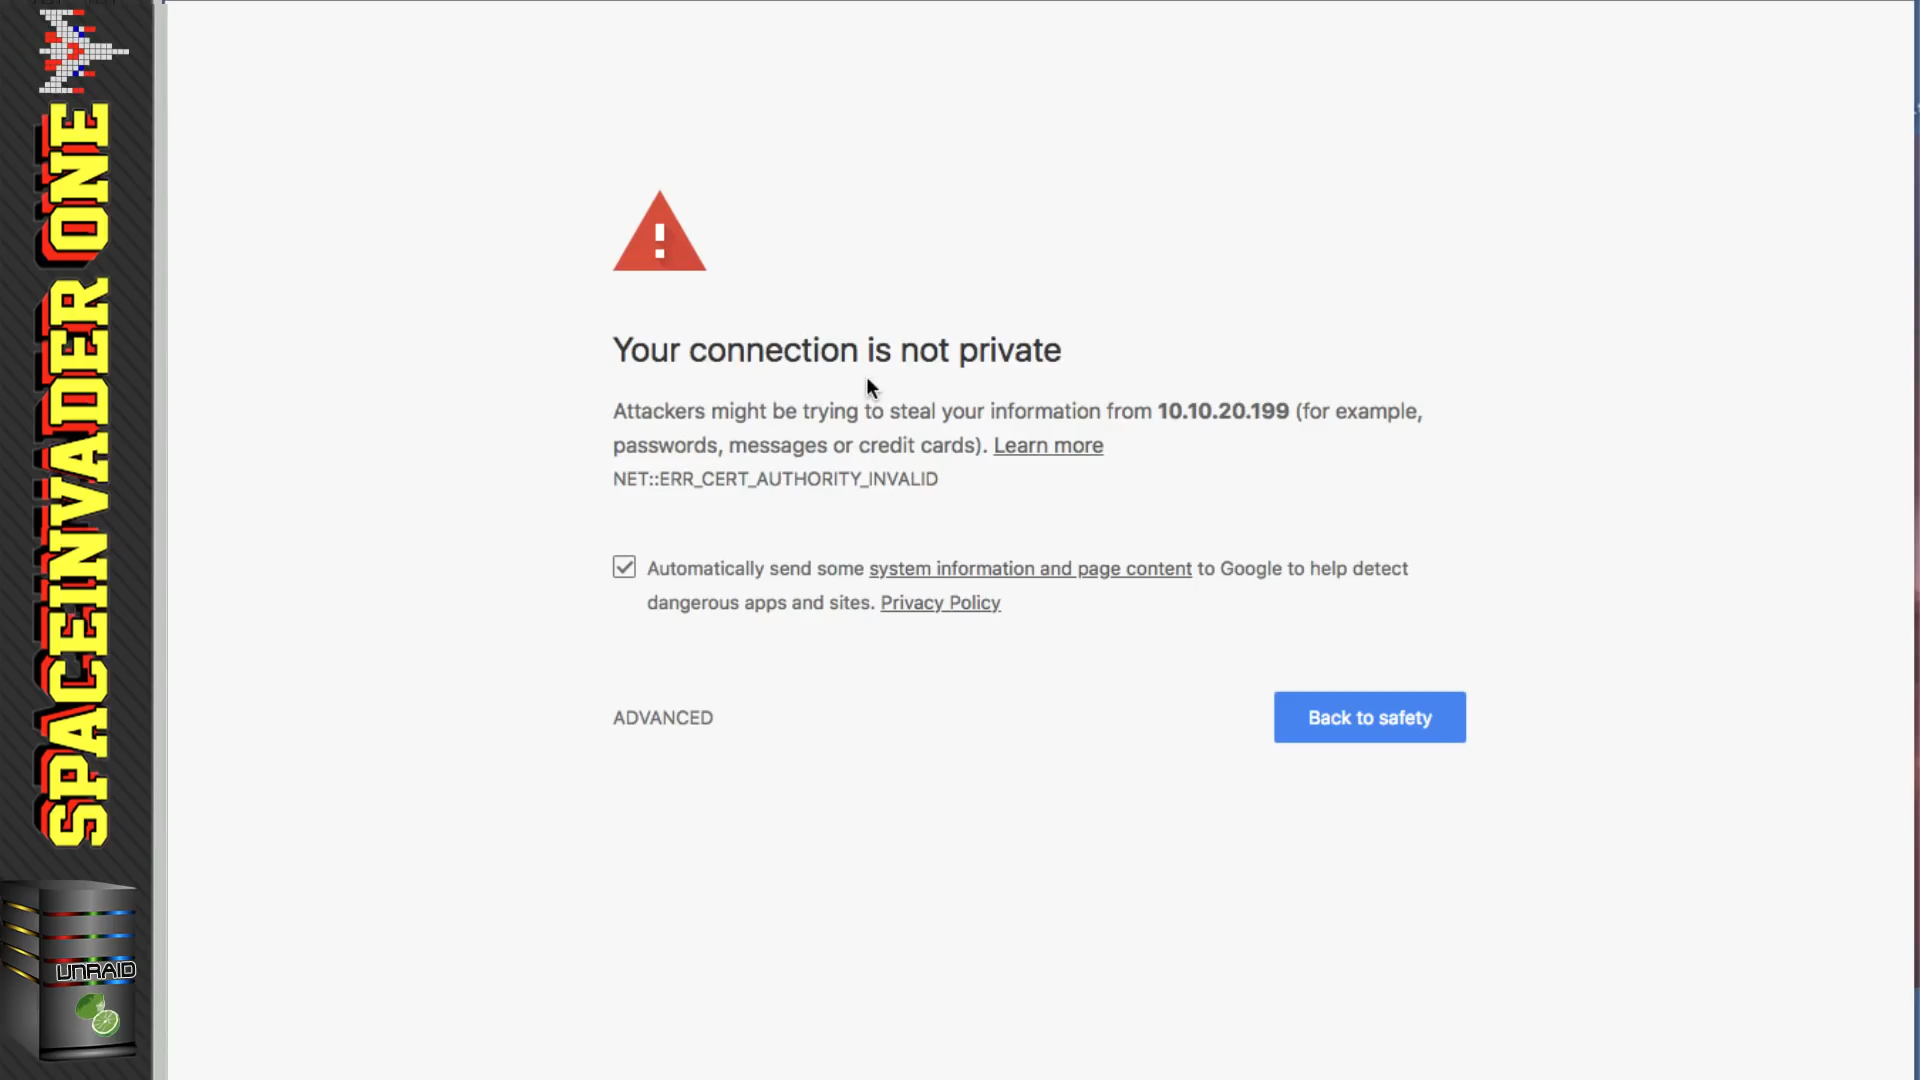 SPACEINVADER ONE
Your connection is not private
Attackers might be trying to steal your information from 10.10.20.199 (for example,
passwords, messages or credit cards). Learn more
NET::ERR_CERT_AUTHORITY_INVALID
Automatically send some system information and page content to Google to help detect
dangerous apps and sites. Privacy Policy
ADVANCED
Back to safety
UNRAID